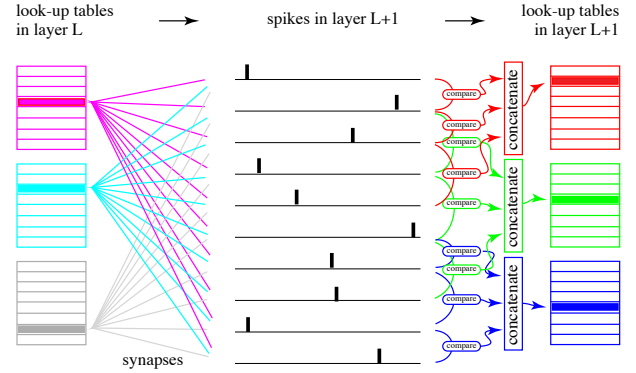 look-up tables
in layer L
spikes in layer L+1
look-up tables
in layer L+1
compare
compare
compare
compare
compare
compare
compare
compare
compare
concatenate
concatenate
concatenate
synapses